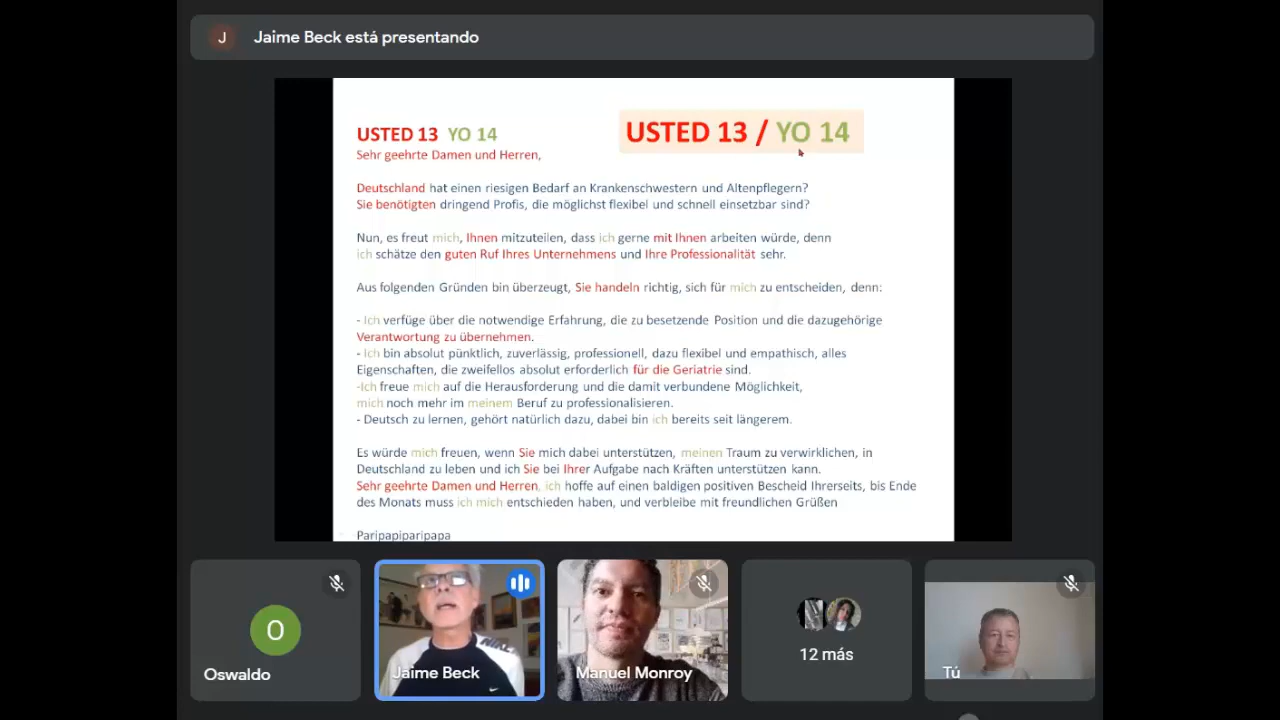 J
Jaime Beck está presentando
USTED 13 YO 14
USTED 13 / YO 14
Sehr geehrte Damen und Herren,
Deutschland hat einen riesigen Bedarf an Krankenschwestern und Altenpflegern?
Sie benötigten dringend Profis, die möglichst flexibel und schnell einsetzbar sind?
Nun, es freut mich, Ihnen mitzuteilen, dass ich gerne mit Ihnen arbeiten würde, denn
ich schätze den guten Ruf Ihres Unternehmens und Ihre Professionalität sehr.
Aus folgenden Gründen bin überzeugt, Sie handeln richtig, sich für mich zu entscheiden, denn:
- Ich verfüge über die notwendige Erfahrung, die zu besetzende Position und die dazugehörige
Verantwortung zu übernehmen.
- Ich bin absolut pünktlich, zuverlässig, professionell, dazu flexibel und empathisch, alles
Eigenschaften, die zweifellos absolut erforderlich für die Geriatrie sind.
-Ich freue mich auf die Herausforderung und die damit verbundene Möglichkeit,
mich noch mehr im meinem Beruf zu professionalisieren.
- Deutsch zu lernen, gehört natürlich dazu, dabei bin ich bereits seit längerem.
Es würde mich freuen, wenn Sie mich dabei unterstützen, meinen Traum zu verwirklichen, in
Deutschland zu leben und ich Sie bei Ihrer Aufgabe nach Kräften unterstützen kann.
Sehr geehrte Damen und Herren, ich hoffe auf einen baldigen positiven Bescheid Ihrerseits, bis Ende
des Monats muss ich mich entschieden haben, und verbleibe mit freundlichen Grüßen
Paripapiparipapa
O
Oswaldo
Jaime Beck
Manuel Monroy
12 más
Tú